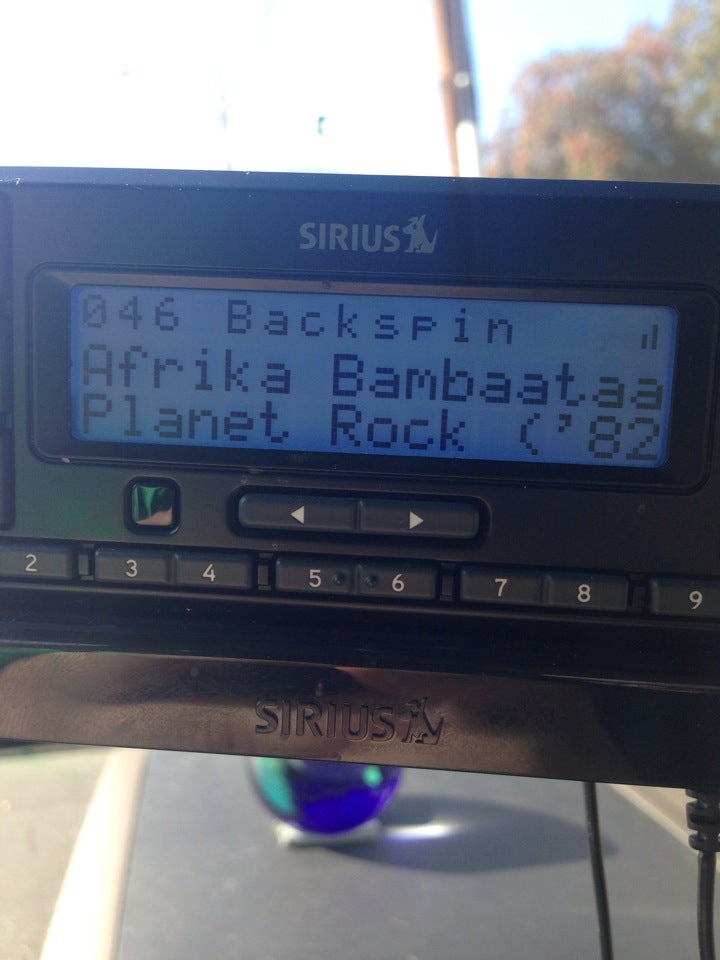 SIRIUS
046 Backspin
Afrika Bambaataa
Planet Rock ('82
2 3 4 5 6 7 8 9
SIRIUS